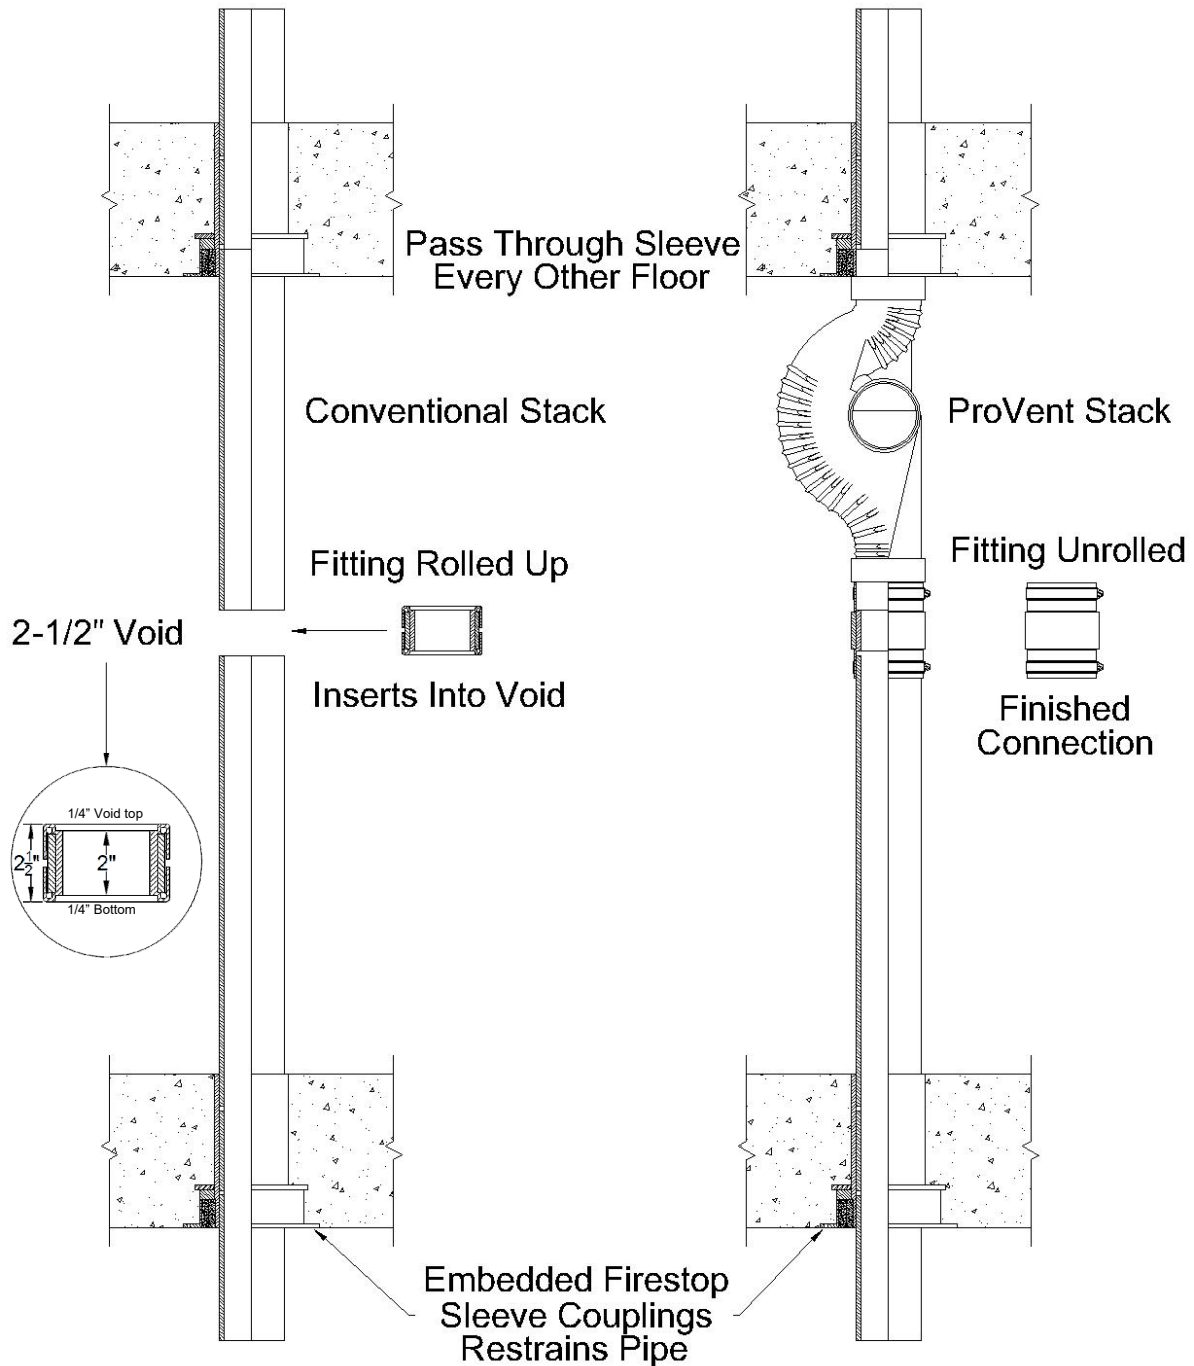 Pass Through Sleeve
Every Other Floor
Conventional Stack
ProVent Stack
Fitting Rolled Up
Fitting Unrolled
2-1/2" Void
Inserts Into Void
Finished
Connection
1/4" Void top
2 1/2"
2"
1/4" Bottom
Embedded Firestop
Sleeve Couplings
Restrains Pipe